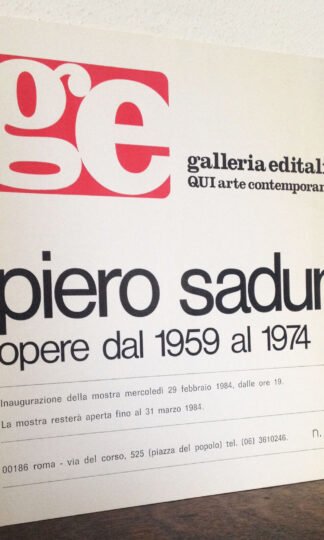 ge
galleria editali
QUI arte contemporan
piero sadun
opere dal 1959 al 1974
Inaugurazione della mostra mercoledì 29 febbraio 1984, dalle ore 19.
La mostra resterà aperta fino al 31 marzo 1984.
00186 roma - via del corso, 525 (piazza del popolo) tel. (06) 3610246.
n.